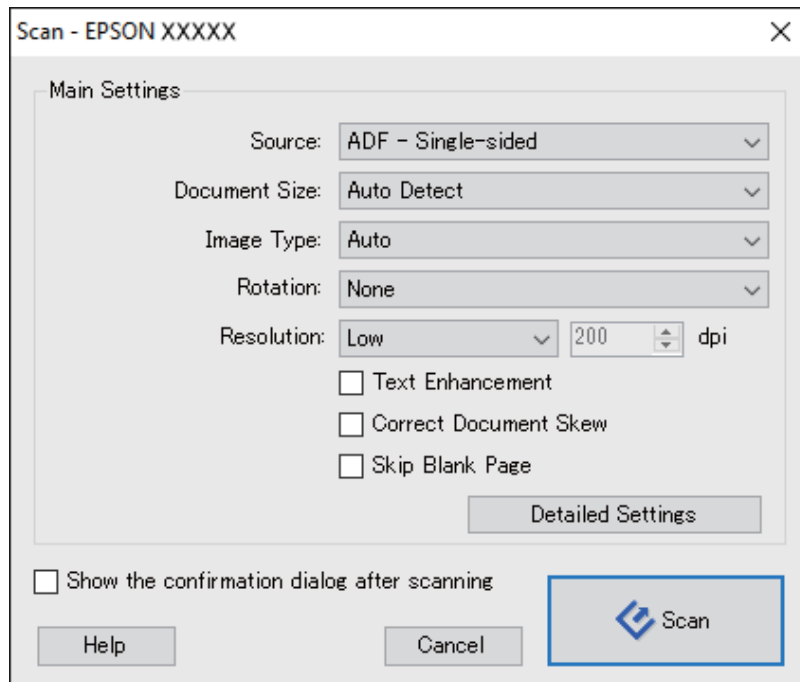 Scan - EPSON XXXXX
Main Settings
Source: ADF - Single-sided
Document Size: Auto Detect
Image Type: Auto
Rotation: None
Resolution: Low 200 dpi
Text Enhancement
Correct Document Skew
Skip Blank Page
Detailed Settings
Show the confirmation dialog after scanning
Scan
Help Cancel